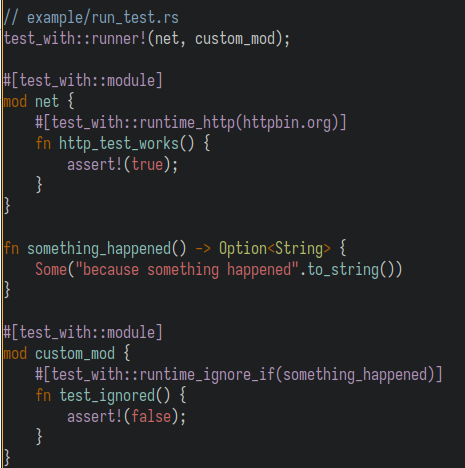 // example/run_test.rs
test_with::runner!(net, custom_mod);

#[test_with::module]
mod net {
    #[test_with::runtime_http(httpbin.org)]
    fn http_test_works() {
        assert!(true);
    }
}

fn something_happened() -> Option<String> {
    Some("because something happened".to_string())
}

#[test_with::module]
mod custom_mod {
    #[test_with::runtime_ignore_if(something_happened)]
    fn test_ignored() {
        assert!(false);
    }
}